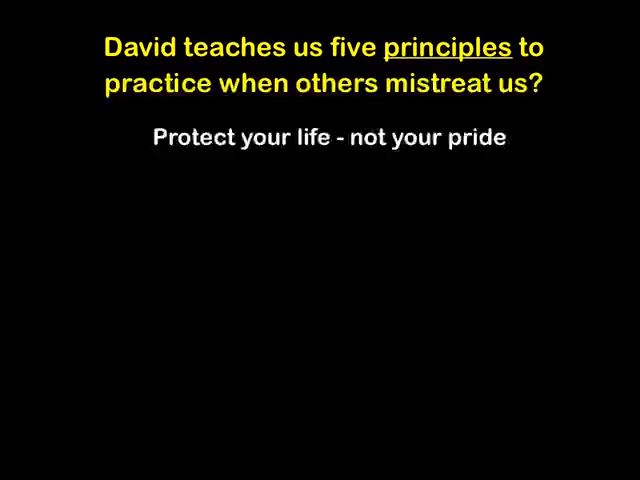 David teaches us five principles to
practice when others mistreat us?
Protect your life - not your pride